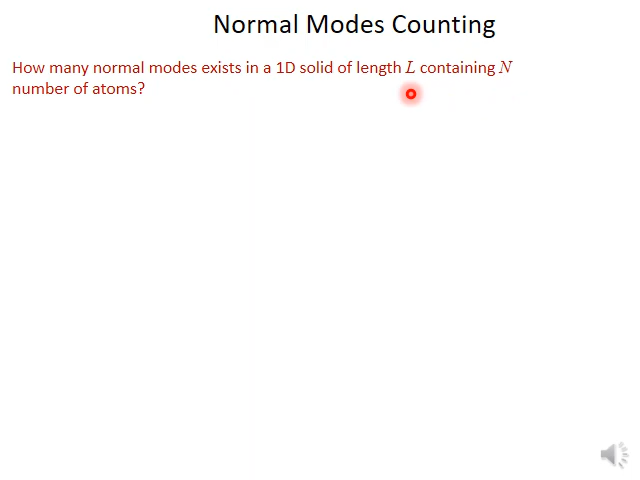 Normal Modes Counting
How many normal modes exists in a 1D solid of length L containing N
number of atoms?